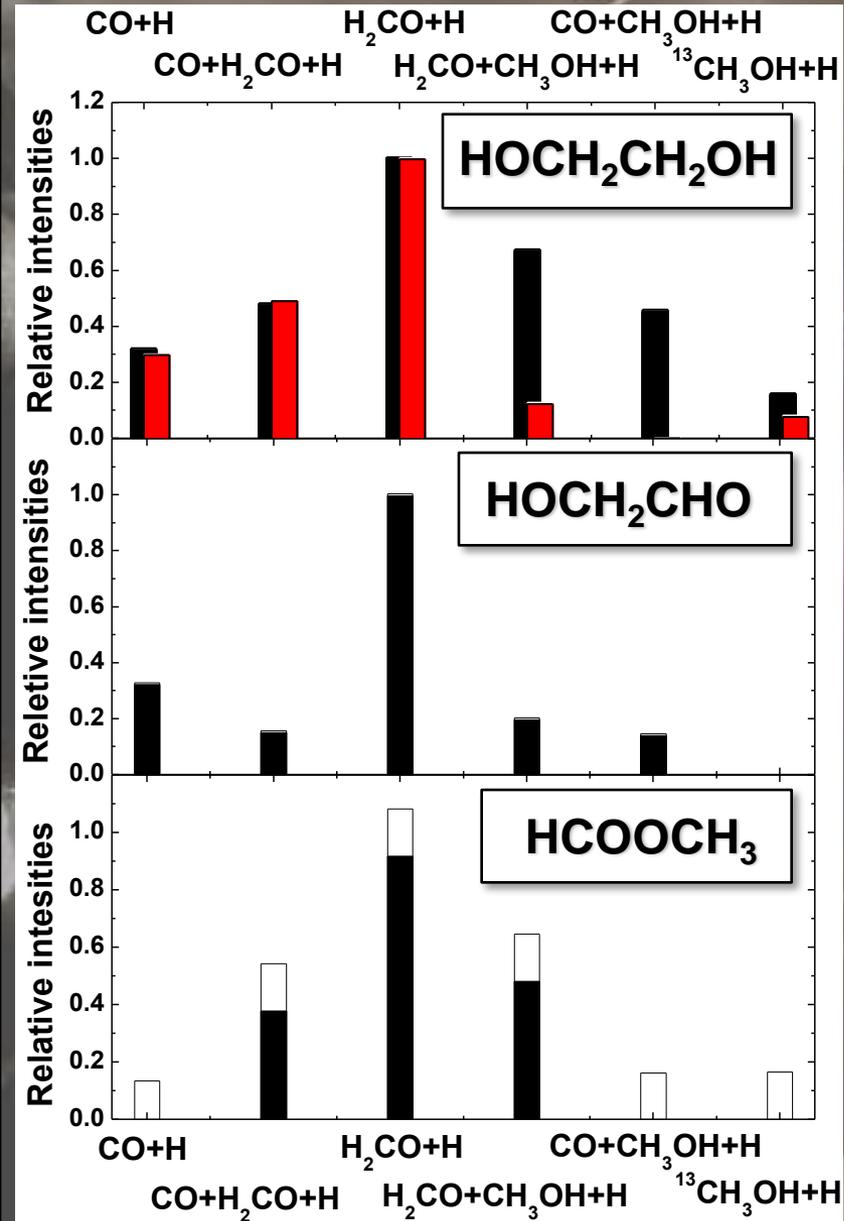 CO+H H₂CO+H CO+CH₃OH+H
CO+H₂CO+H H₂CO+CH₃OH+H ¹³CH₃OH+H
Relative intensities
1.2
1.0
0.8
0.6
0.4
0.2
0.0
HOCH₂CH₂OH
Reletive intensities
1.0
0.8
0.6
0.4
0.2
0.0
HOCH₂CHO
Relative intesities
1.0
0.8
0.6
0.4
0.2
0.0
HCOOCH₃
CO+H H₂CO+H CO+CH₃OH+H
CO+H₂CO+H H₂CO+CH₃OH+H ¹³CH₃OH+H